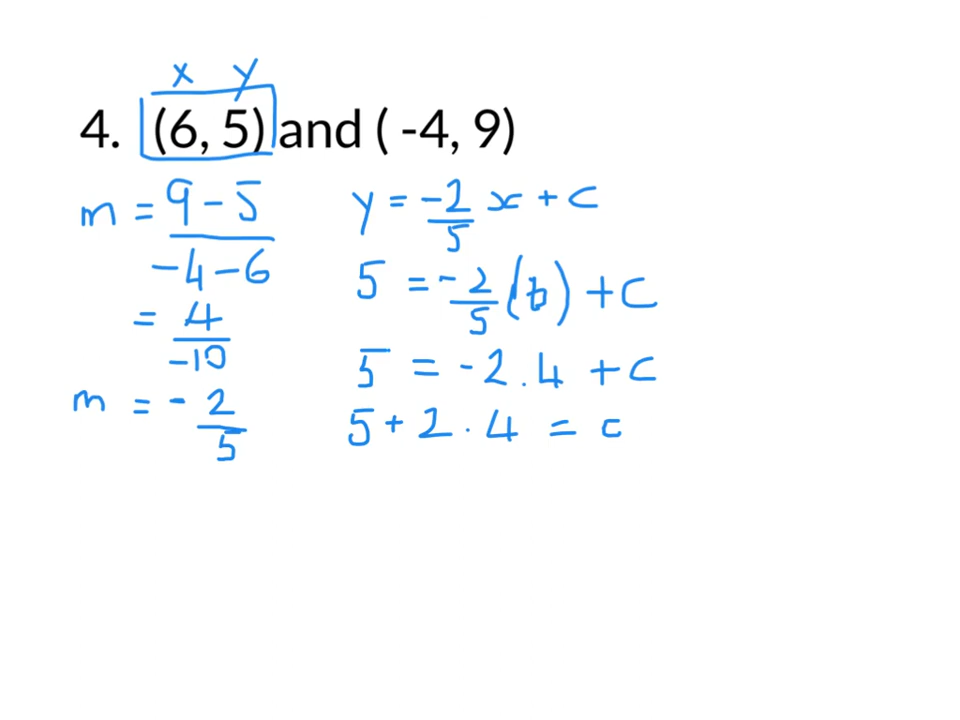 x y
4. (6, 5) and ( -4, 9)
m = 9 - 5
-4 - 6
= 4
-10
m = - 2
5
y = -2/5 x + c
5 = -2/5 (6) + c
5 = -2.4 + c
5 + 2.4 = c